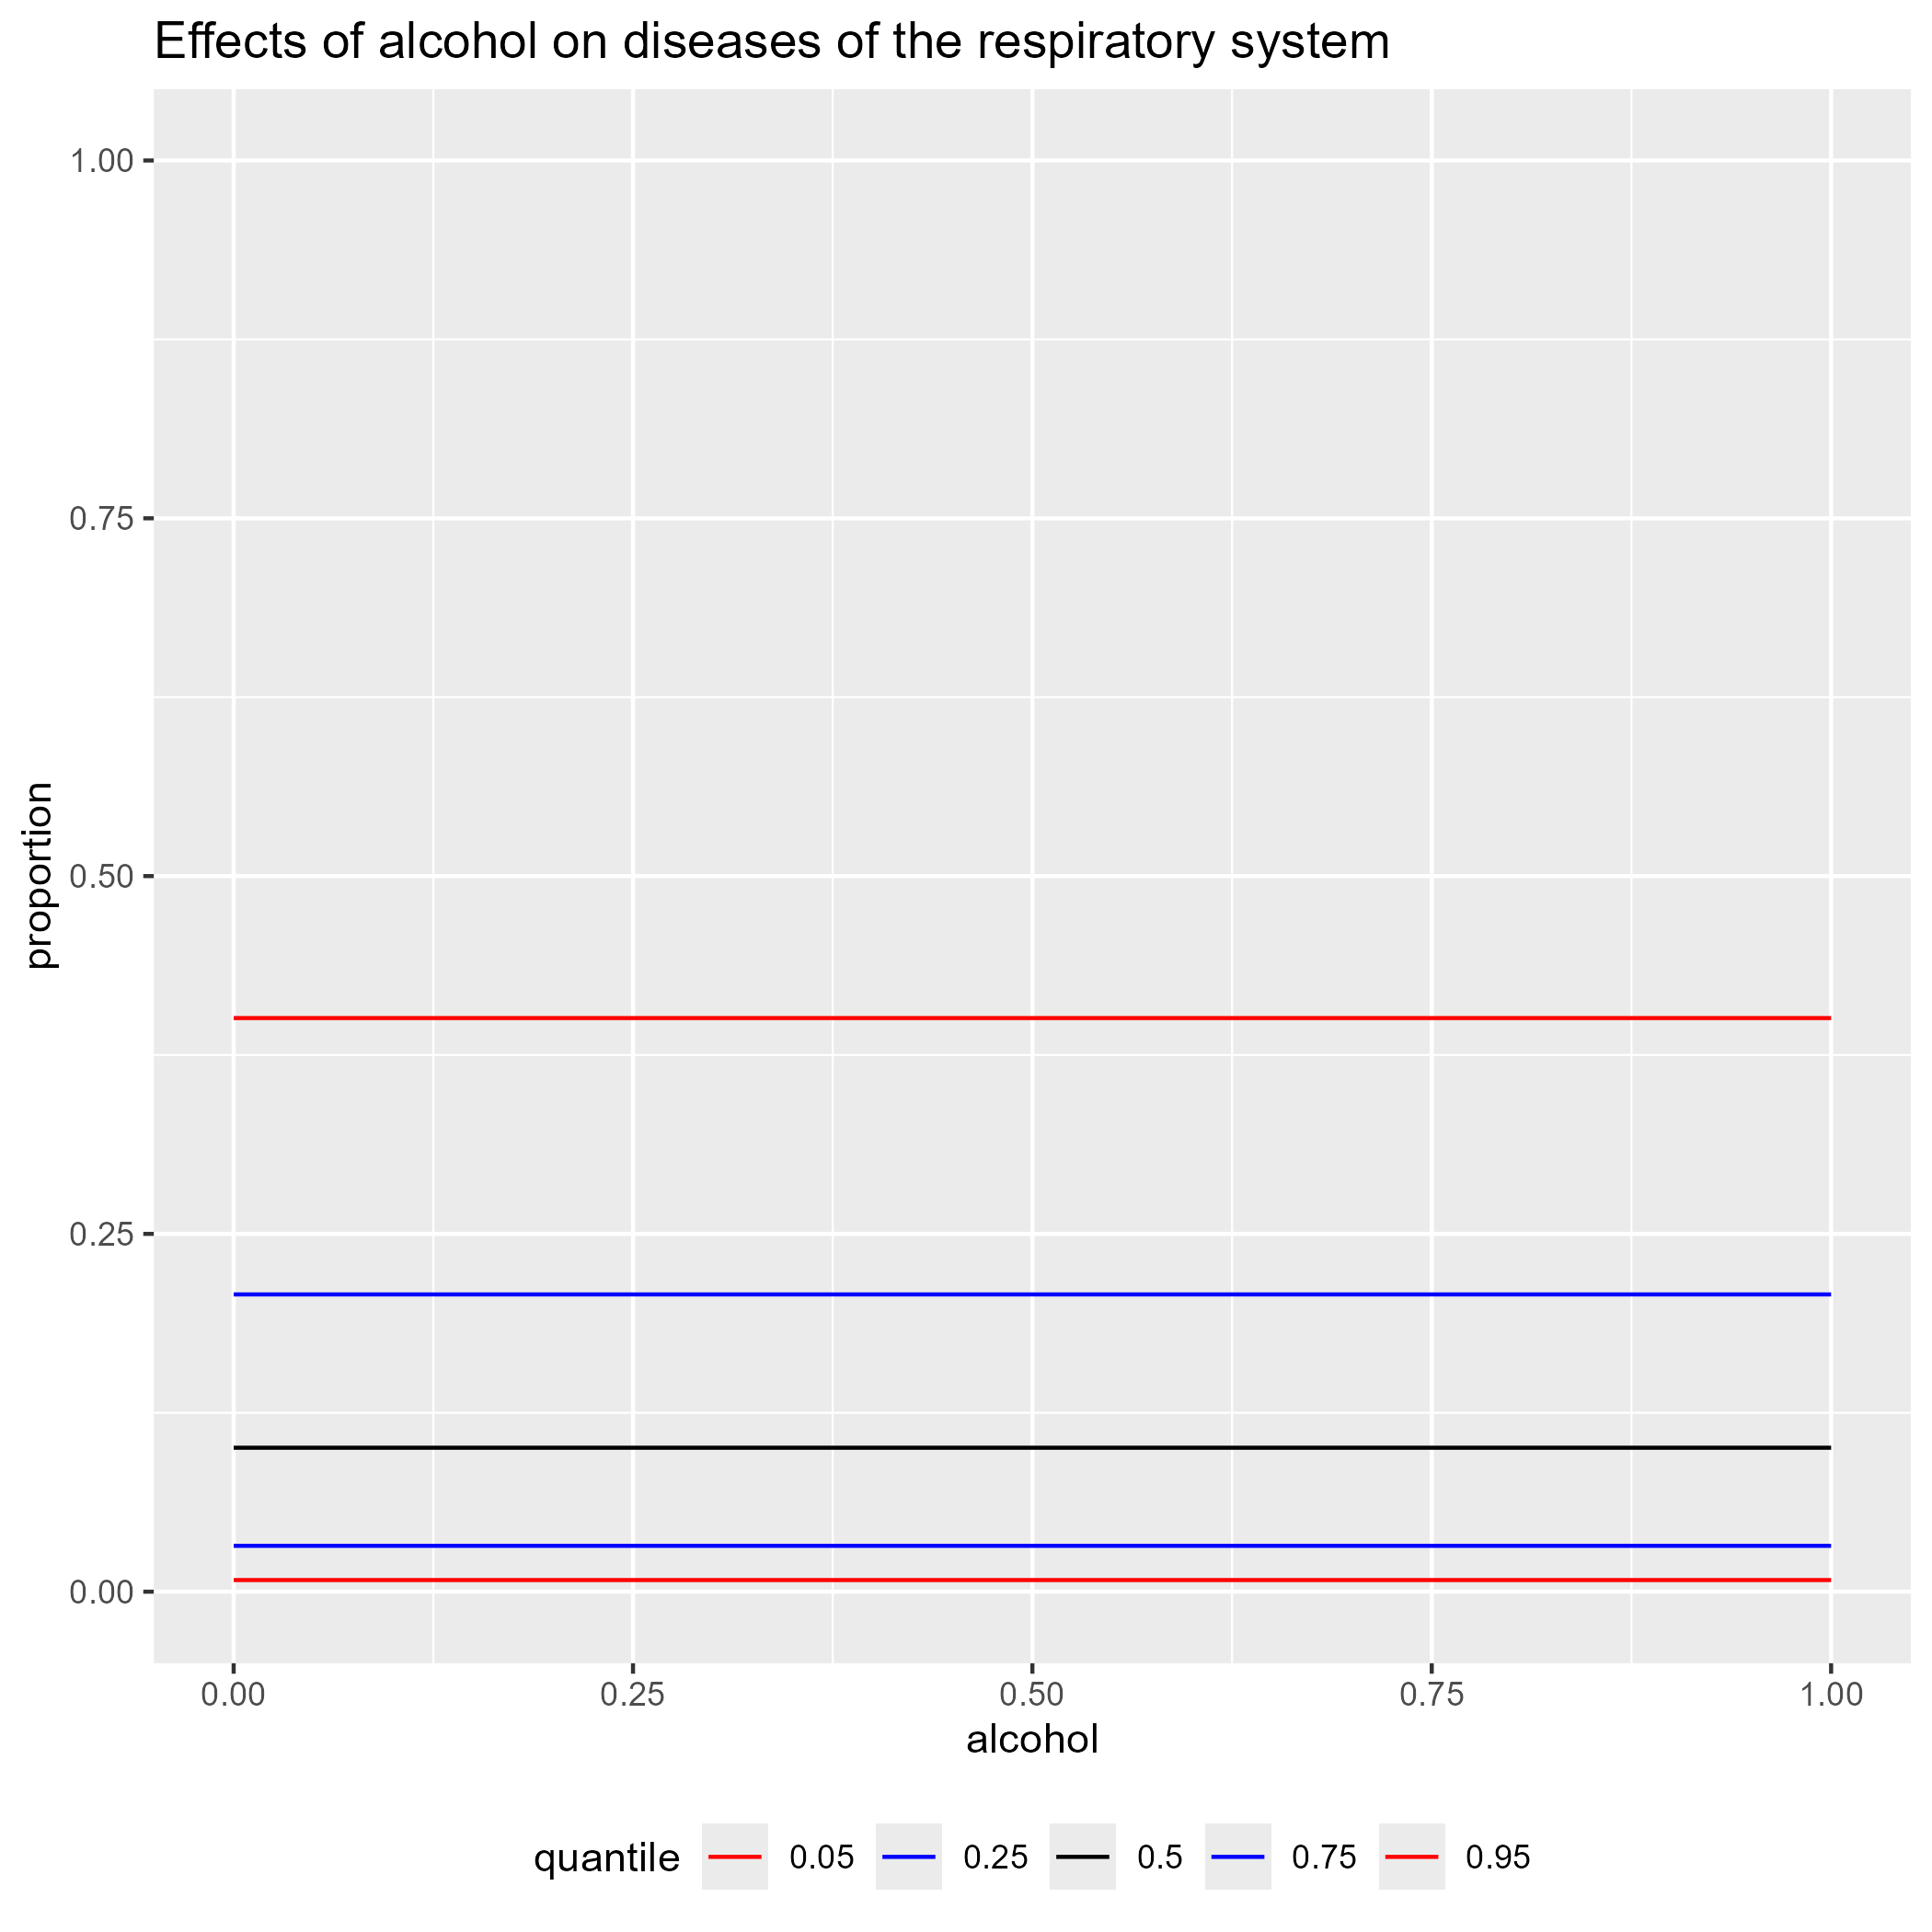 Effects of alcohol on diseases of the respiratory system
1.00
0.75
0.50
0.25
0.00
proportion
0.00 0.25 0.50 0.75 1.00
alcohol
quantile 0.05 0.25 0.5 0.75 0.95